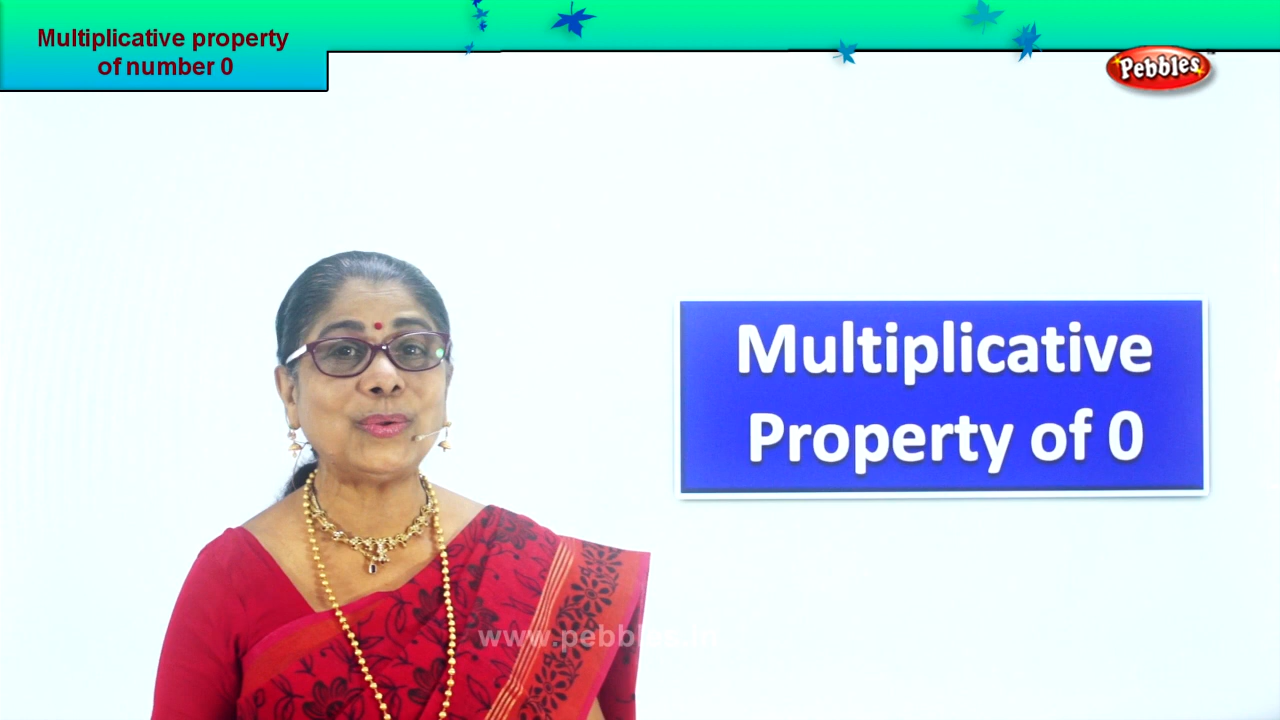 Multiplicative property
of number 0
Pebbles
Multiplicative
Property of 0
www.pebbles.in